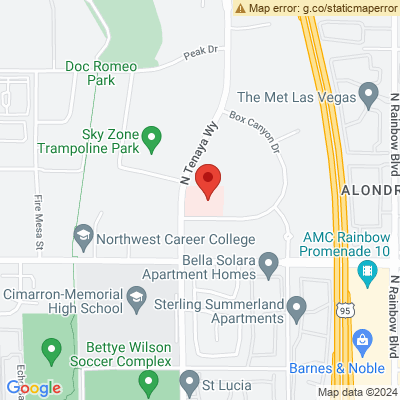 Map error: g.co/staticmaperror
Peak Dr
Doc Romeo
Park
The Met Las Vegas
N Rainbow Blvd
Box Canyon Dr
N Tenaya Wy
Sky Zone
Trampoline Park
ALONDR
Fire Mesa St
Northwest Career College
AMC Rainbow
Promenade 10
Bella Solara
Apartment Homes
N Rainbow Blvd
Cimarron-Memorial
High School
Sterling Summerland
Apartments
95
Bettye Wilson
Soccer Complex
Barnes & Noble
Echo
St Lucia
Google
Map data ©2024